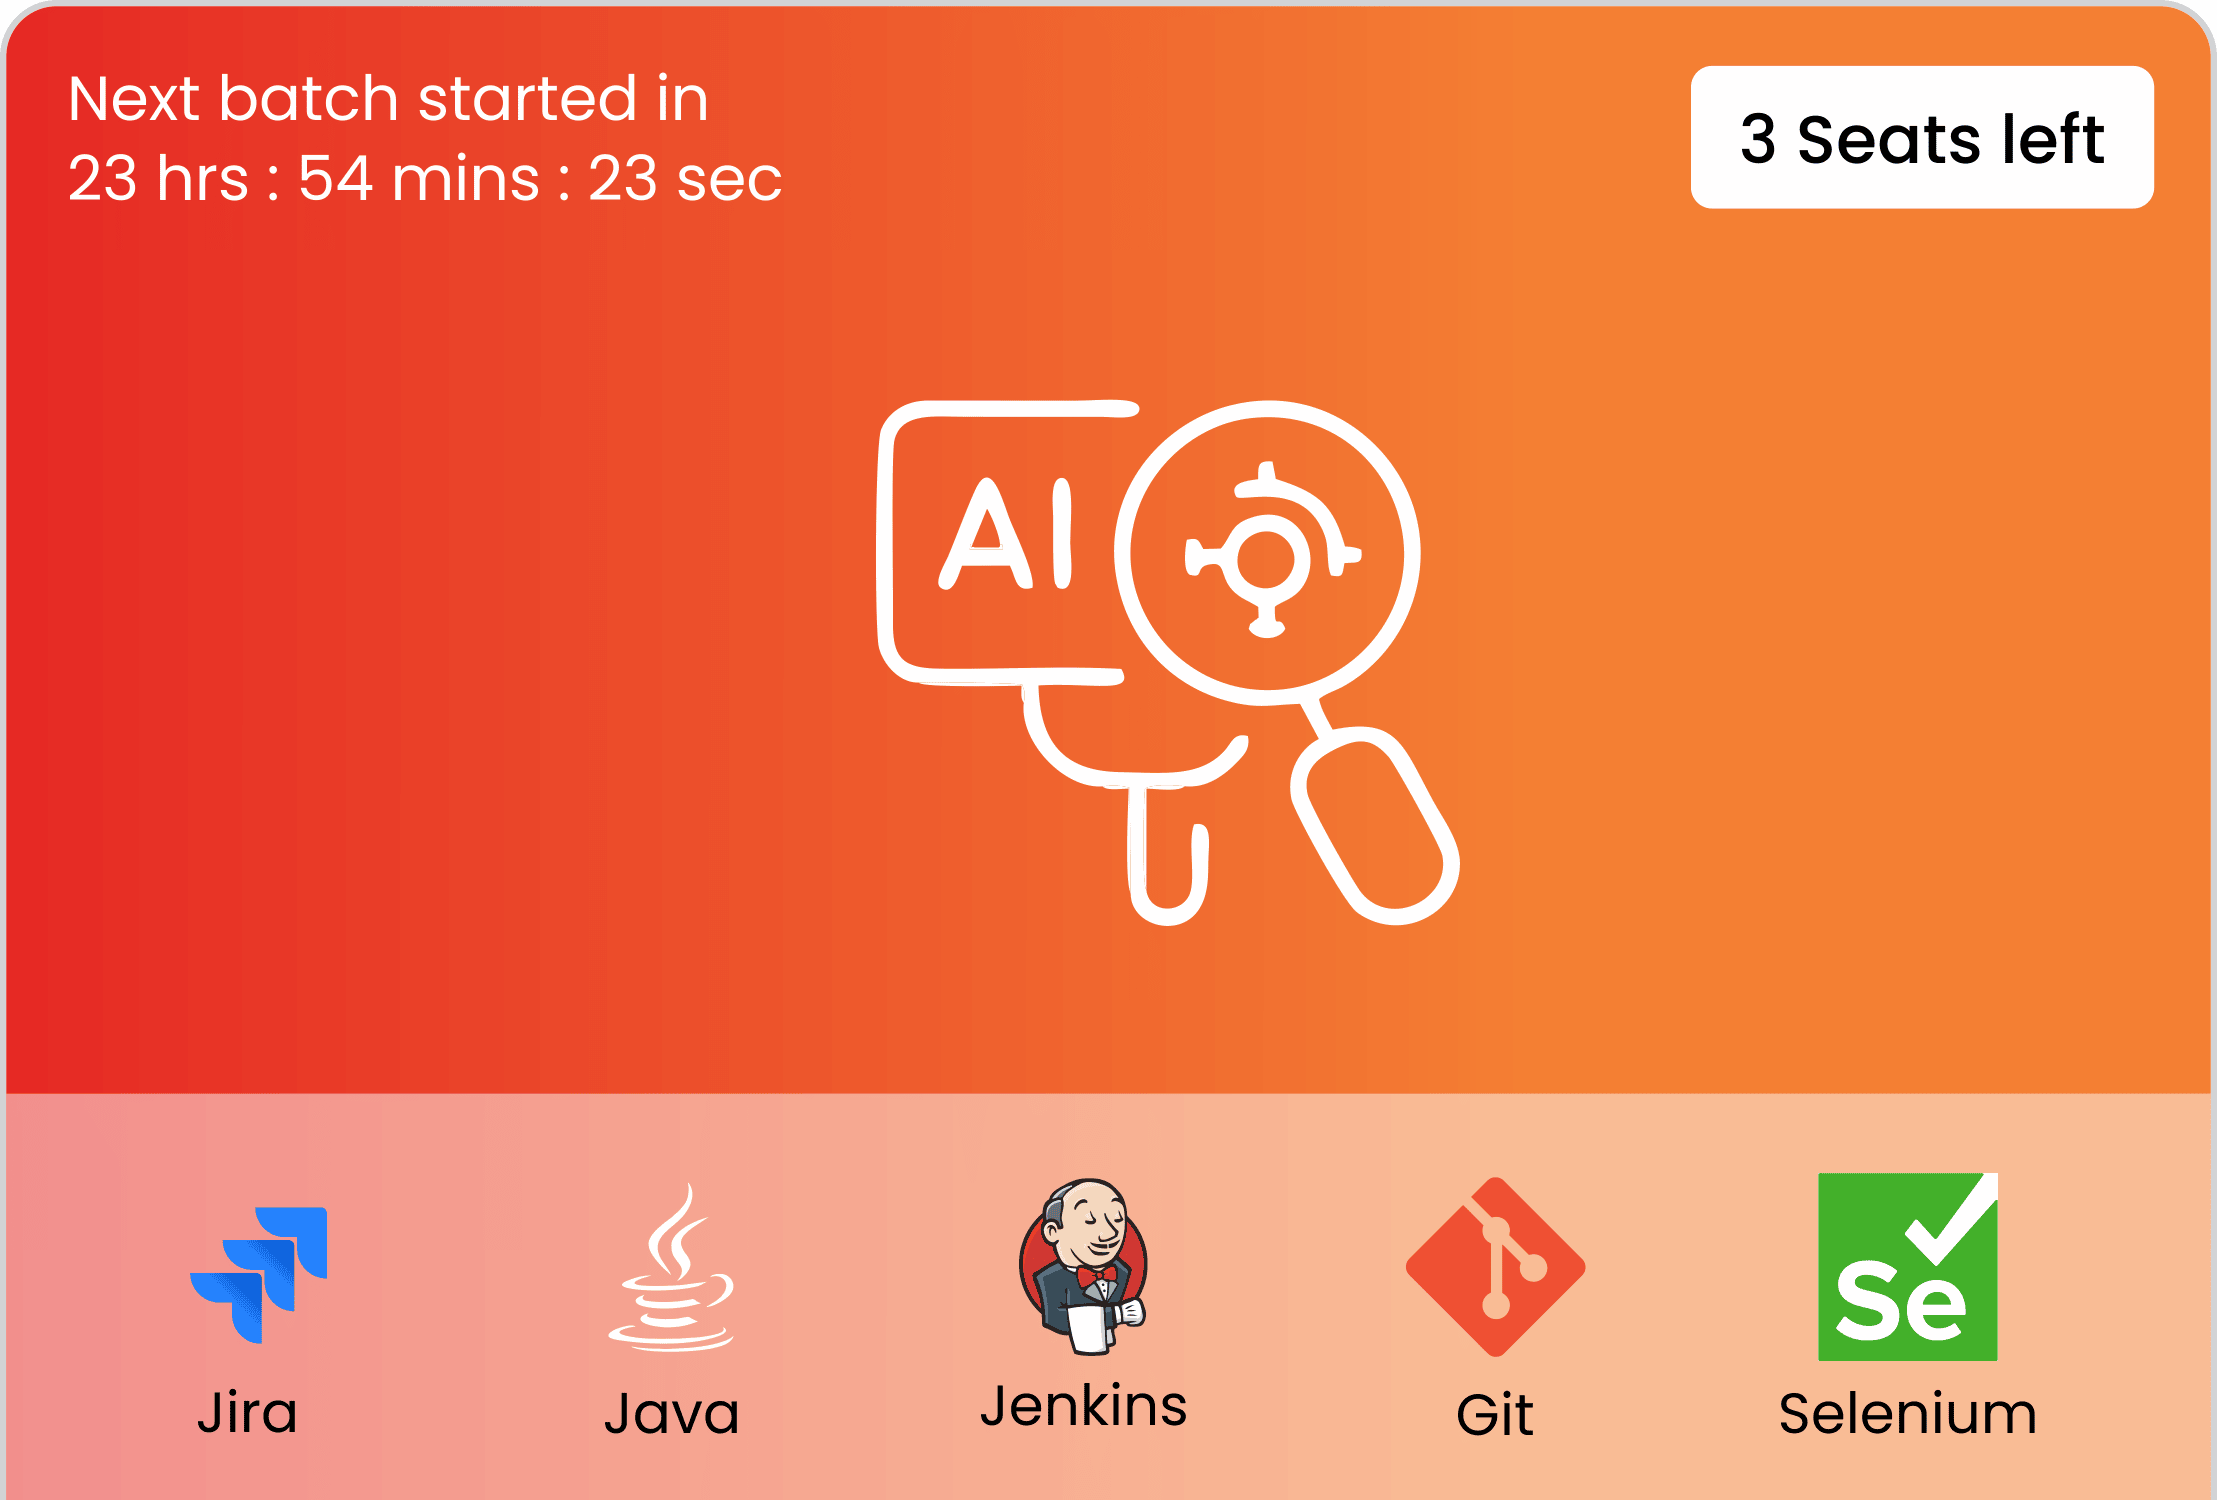 Next batch started in
23 hrs : 54 mins : 23 sec
3 Seats left
AI
Se
Jira
Java
Jenkins
Git
Selenium